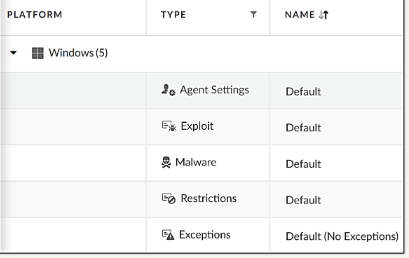 PLATFORM TYPE NAME
Windows (5)
Agent Settings Default
Exploit Default
Malware Default
Restrictions Default
Exceptions Default (No Exceptions)